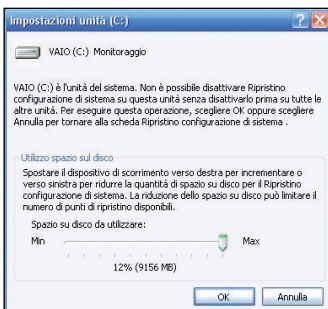 Impostazioni unità (C:)
VAIO (C:) Monitoraggio
VAIO (C:) è l'unità del sistema. Non è possibile disattivare Ripristino
configurazione di sistema su questa unità senza disattivarlo prima su tutte le
altre unità. Per eseguire questa operazione, scegliere OK oppure scegliere
Annulla per tornare alla scheda Ripristino configurazione di sistema .
Utilizzo spazio sul disco
Spostare il dispositivo di scorrimento verso destra per incrementare o
verso sinistra per ridurre la quantità di spazio su disco per il Ripristino
configurazione di sistema. La riduzione dello spazio su disco può limitare il
numero di punti di ripristino disponibili.
Spazio su disco da utilizzare:
Min Max
12% (9156 MB)
OK Annulla